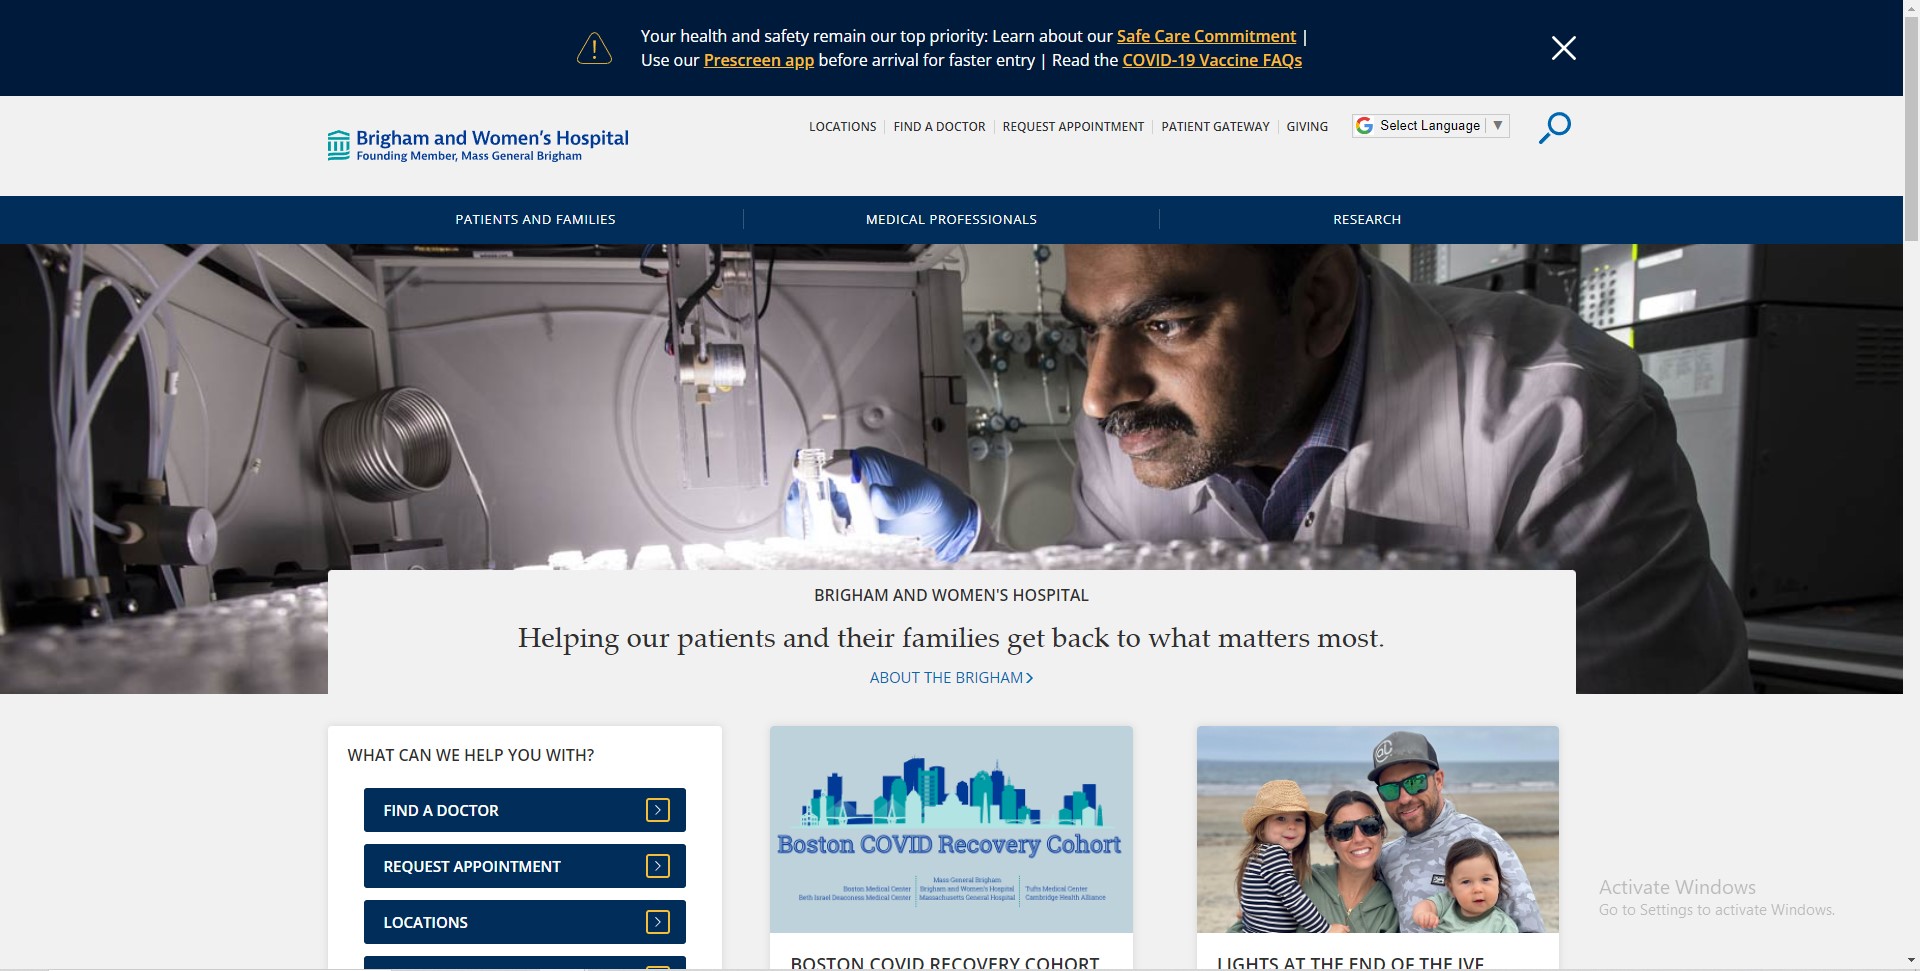 Your health and safety remain our top priority: Learn about our Safe Care Commitment |
Use our Prescreen app before arrival for faster entry | Read the COVID-19 Vaccine FAQs
Brigham and Women's Hospital
Founding Member, Mass General Brigham
LOCATIONS
FIND A DOCTOR
REQUEST APPOINTMENT
PATIENT GATEWAY
GIVING
Select Language
PATIENTS AND FAMILIES
MEDICAL PROFESSIONALS
RESEARCH
BRIGHAM AND WOMEN'S HOSPITAL
Helping our patients and their families get back to what matters most.
ABOUT THE BRIGHAM
WHAT CAN WE HELP YOU WITH?
FIND A DOCTOR
REQUEST APPOINTMENT
LOCATIONS
Boston COVID Recovery Cohort
Boston Medical Center
Beth Israel Deaconess Medical Center
Mass General Brigham
Brigham and Women's Hospital
Massachusetts General Hospital
Tufts Medical Center
Cambridge Health Alliance
BOSTON COVID RECOVERY COHORT
LIGHTS AT THE END OF THE IVF
Activate Windows
Go to Settings to activate Windows.